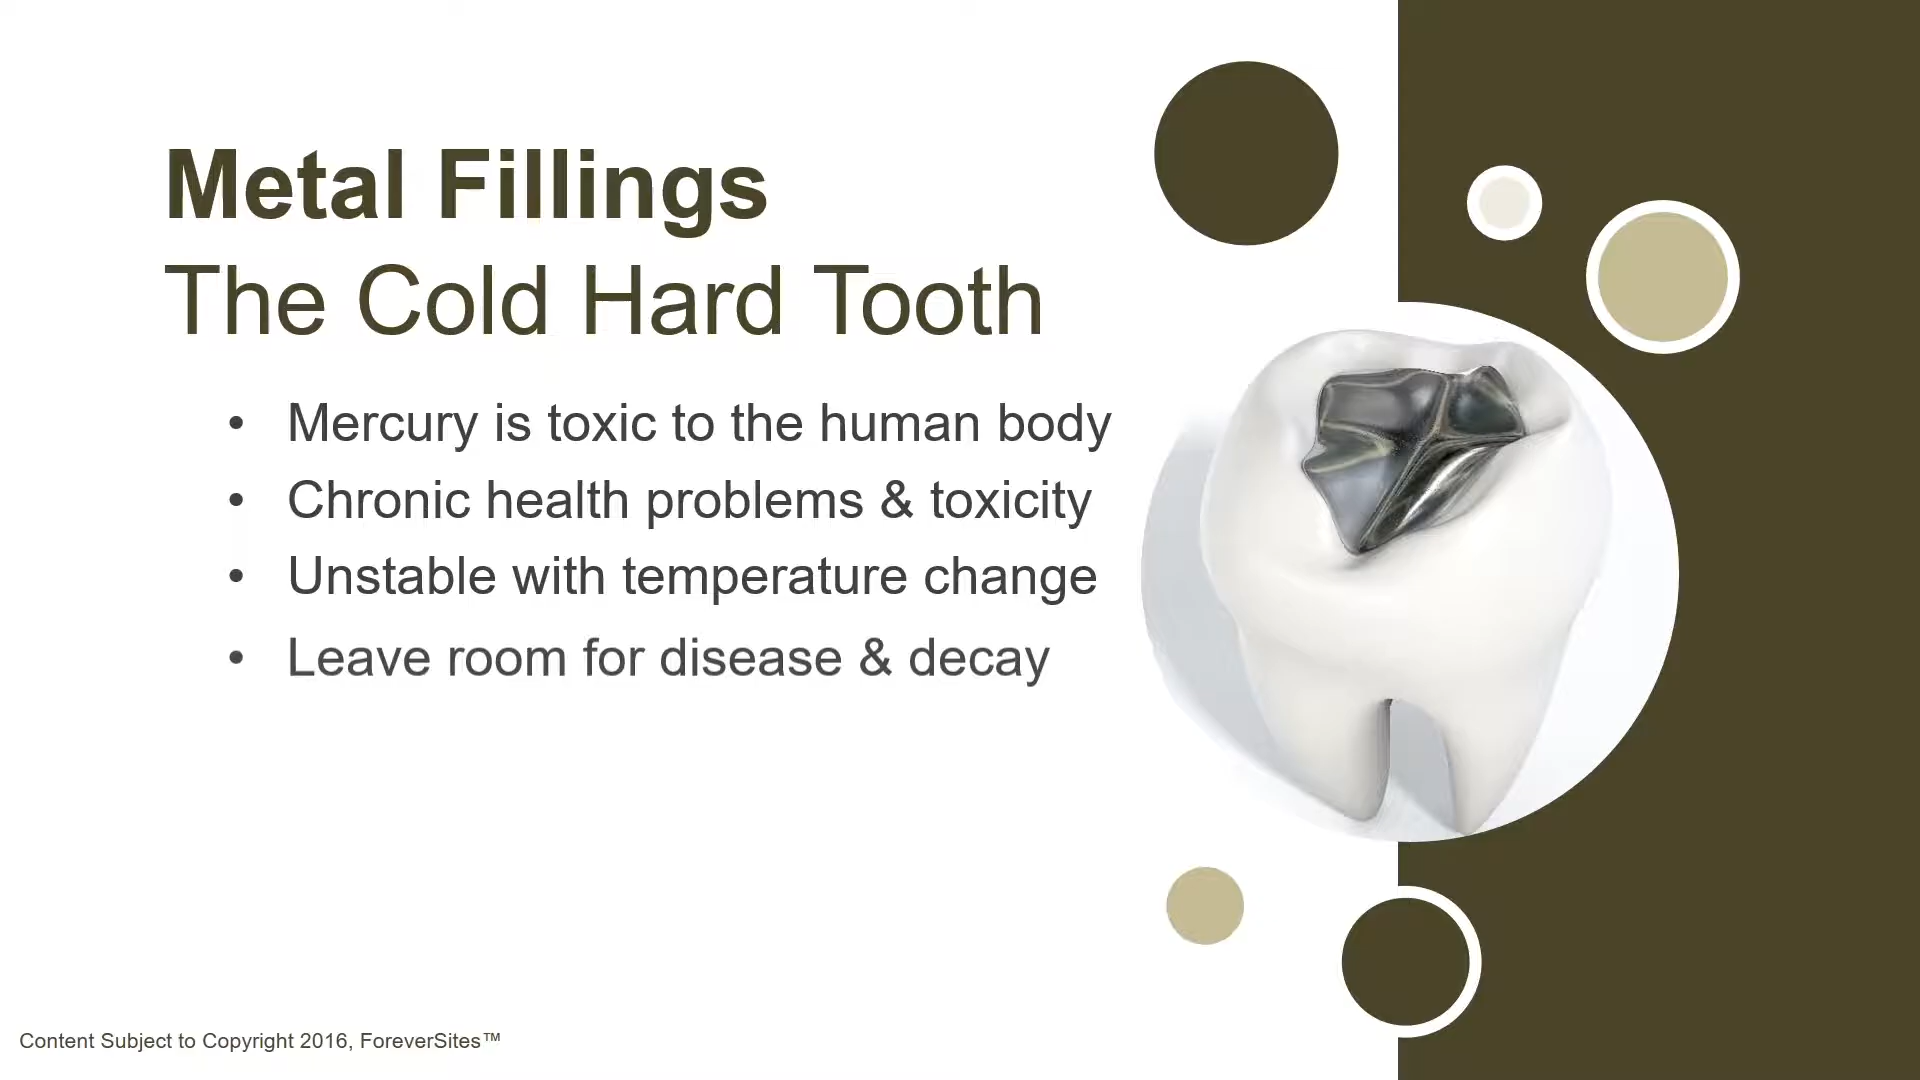 Metal Fillings
The Cold Hard Tooth
• Mercury is toxic to the human body
• Chronic health problems & toxicity
• Unstable with temperature change
• Leave room for disease & decay
Content Subject to Copyright 2016, ForeverSites™